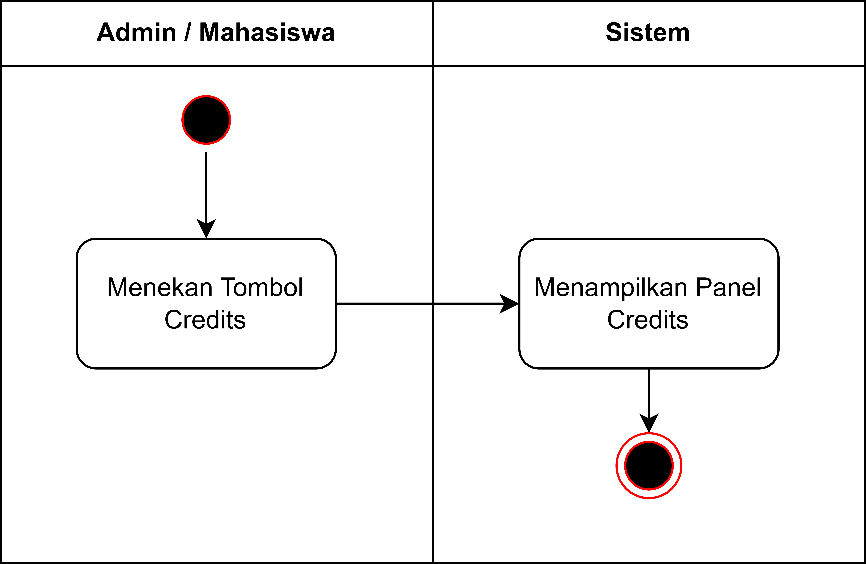 Admin / Mahasiswa
Sistem
Menekan Tombol
Credits
Menampilkan Panel
Credits